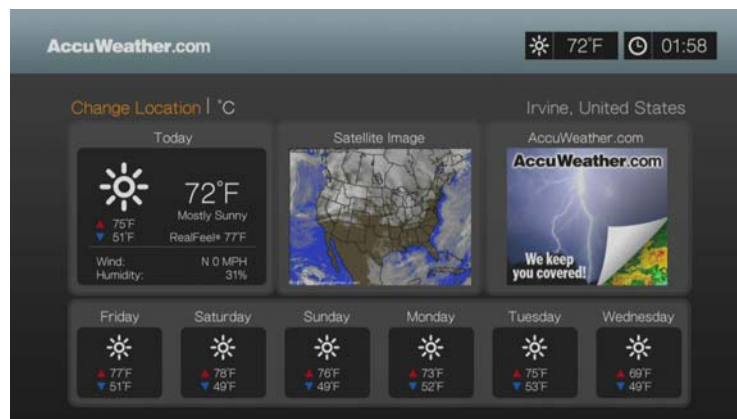 AccuWeather.com
72°F
01:58
Change Location | °C
Irvine, United States
Today
72°F
Mostly Sunny
75°F
51°F
RealFeel® 77°F
Wind: N 0 MPH
Humidity: 31%
Satellite Image
AccuWeather.com
AccuWeather.com
We keep
you covered!
Friday
77°F
51°F
Saturday
78°F
49°F
Sunday
76°F
49°F
Monday
73°F
52°F
Tuesday
75°F
53°F
Wednesday
69°F
49°F